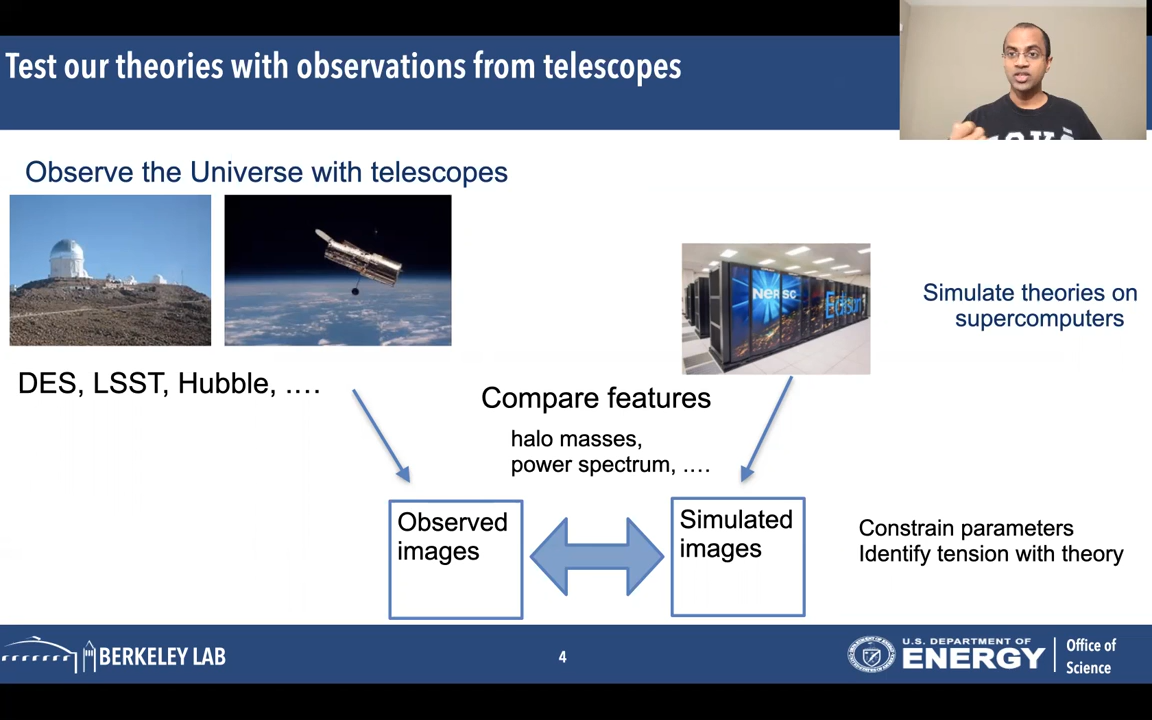 Test our theories with observations from telescopes
Observe the Universe with telescopes
NERSC
Edison
Simulate theories on
supercomputers
DES, LSST, Hubble, ....
Compare features
halo masses,
power spectrum, ....
Observed
images
Simulated
images
Constrain parameters
Identify tension with theory
BERKELEY LAB
4
U.S. DEPARTMENT OF
ENERGY
Office of
Science